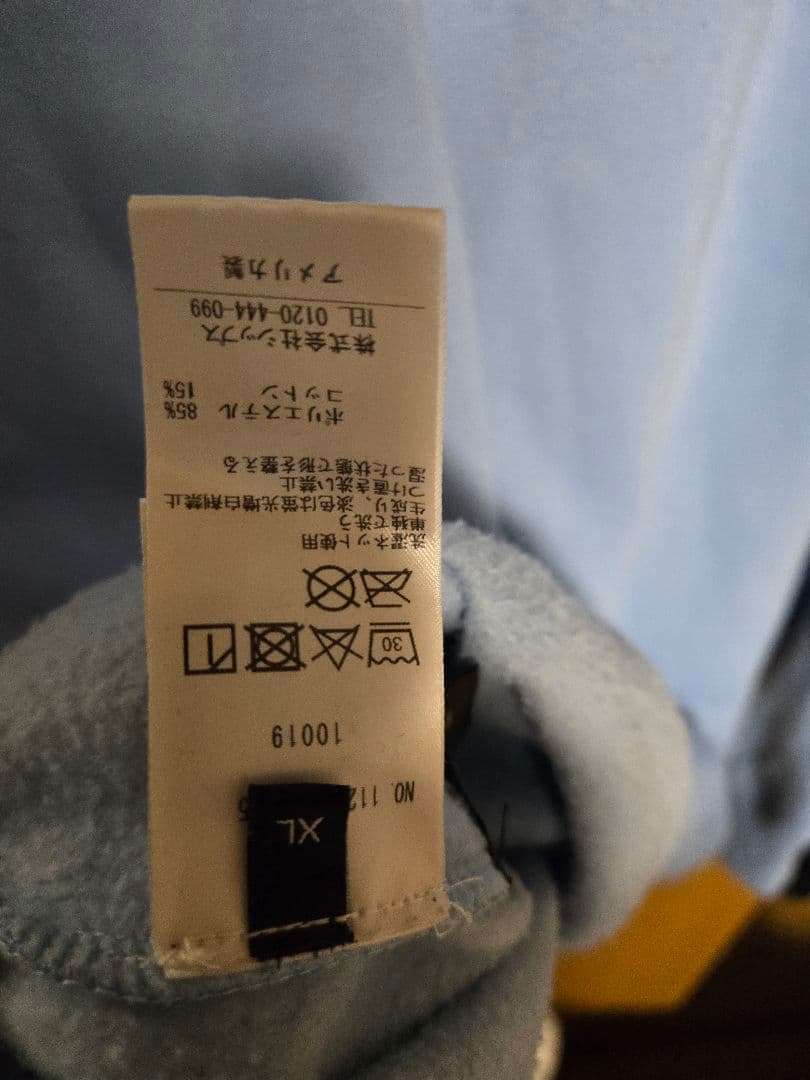 NO. 112
10019
30
洗濯ネット使用
単独で洗う
生成り、淡色は蛍光増白剤禁止
つけ置き洗い禁止
湿った状態で形を整える
ポリエステル 85%
コットン 15%
株式会社シップス
TEL 0120-444-099
アメリカ製
XL